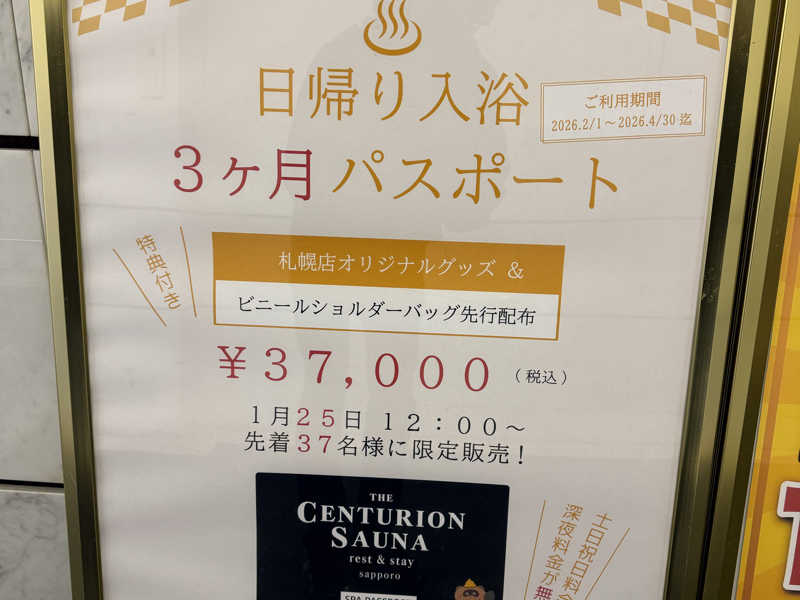 日帰り入浴
ご利用期間
2026.2/1～2026.4/30 迄
3ヶ月 パスポート
特典付き
札幌店オリジナルグッズ ＆
ビニールショルダーバッグ先行配布
￥37,000 （税込）
1月25日 12：00～
先着37名様に限定販売！
THE
CENTURION
SAUNA
rest & stay
sapporo
土日祝日料金
深夜料金が無